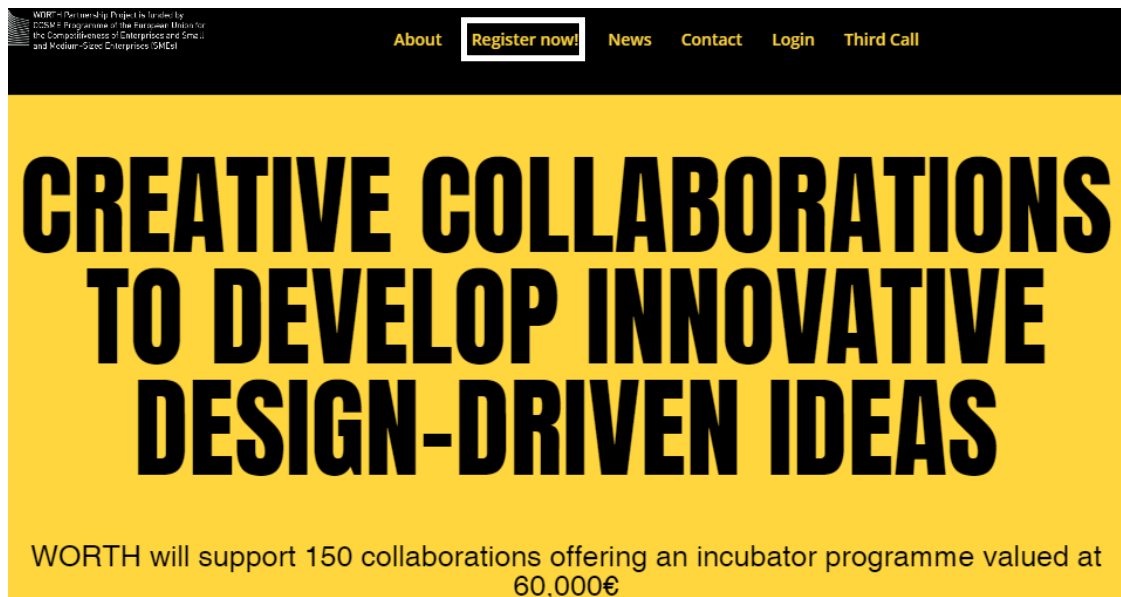 WORTH Partnership Project is funded by
COSME Programme of the European Union for
the Competitiveness of Enterprises and Small
and Medium-Sized Enterprises (SMEs)
About Register now! News Contact Login Third Call
CREATIVE COLLABORATIONS
TO DEVELOP INNOVATIVE
DESIGN-DRIVEN IDEAS
WORTH will support 150 collaborations offering an incubator programme valued at
60,000€